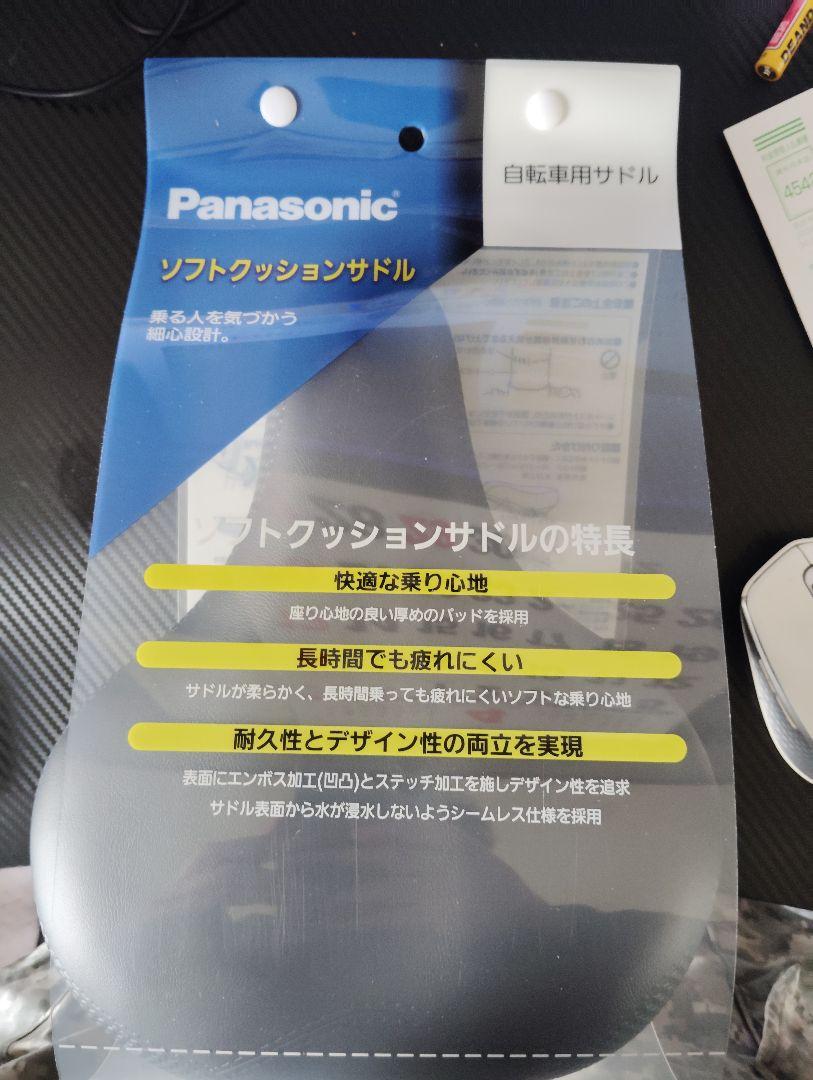 Panasonic®
自転車用サドル
ソフトクッションサドル
乗る人を気づかう
細心設計。
ソフトクッションサドルの特長
快適な乗り心地
座り心地の良い厚めのパッドを採用
長時間でも疲れにくい
サドルが柔らかく、長時間乗っても疲れにくいソフトな乗り心地
耐久性とデザイン性の両立を実現
表面にエンボス加工(凹凸)とステッチ加工を施しデザイン性を追求
サドル表面から水が浸水しないようシームレス仕様を採用